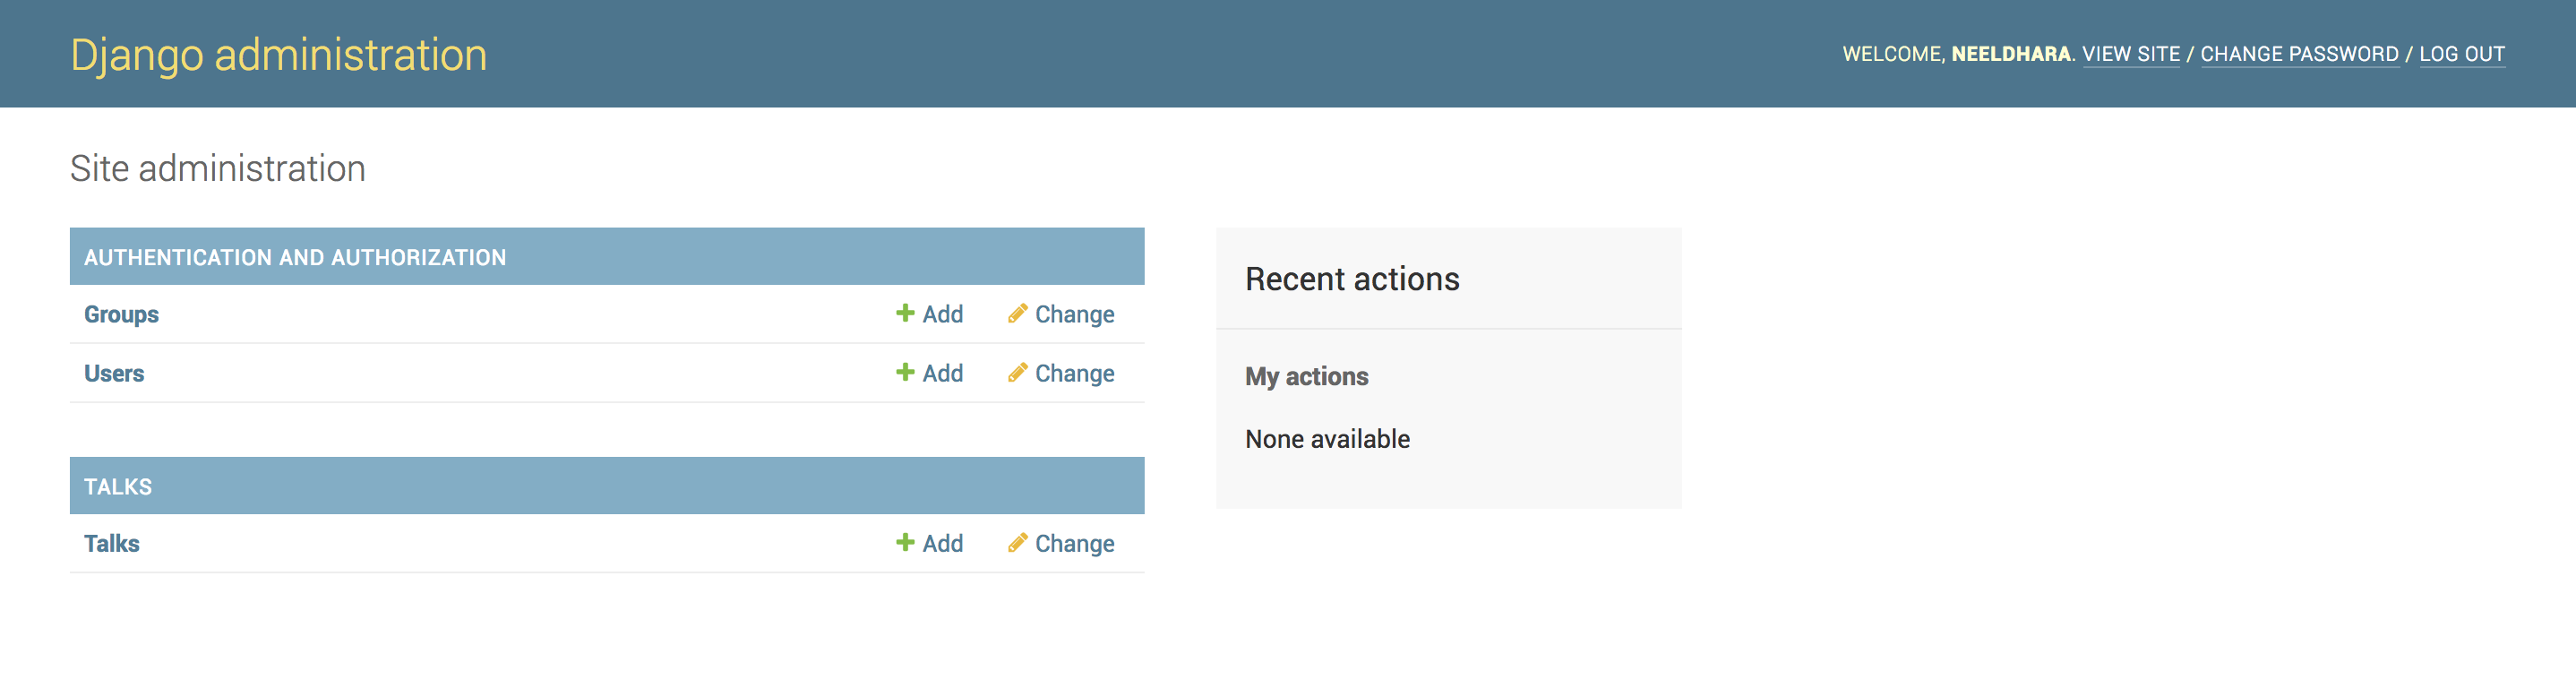 Django administration
WELCOME, NEELDHARA. VIEW SITE / CHANGE PASSWORD / LOG OUT
Site administration
AUTHENTICATION AND AUTHORIZATION
Groups Add Change
Users Add Change
TALKS
Talks Add Change
Recent actions
My actions
None available